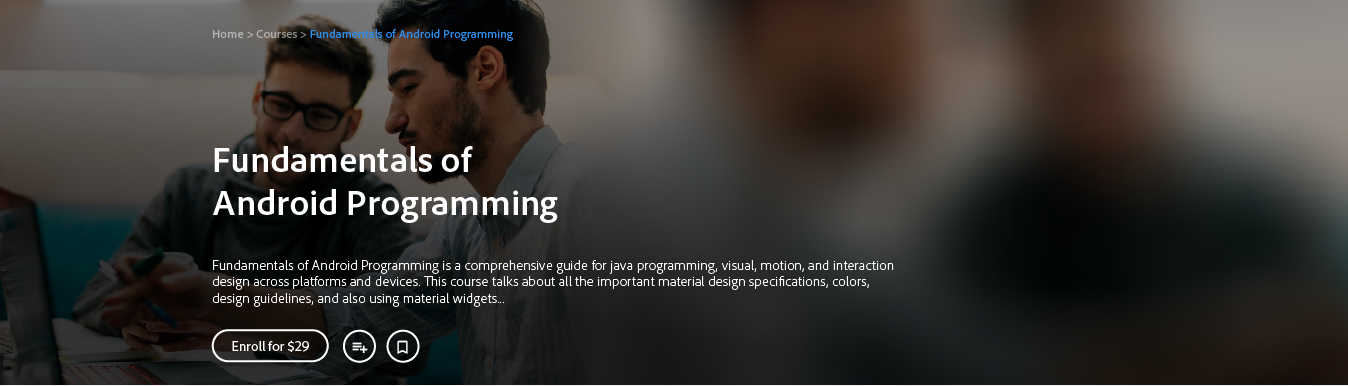 Home > Courses > Fundamentals of Android Programming
Fundamentals of
Android Programming
Fundamentals of Android Programming is a comprehensive guide for java programming, visual, motion, and interaction
design across platforms and devices. This course talks about all the important material design specifications, colors,
design guidelines, and also using material widgets...
Enroll for $29